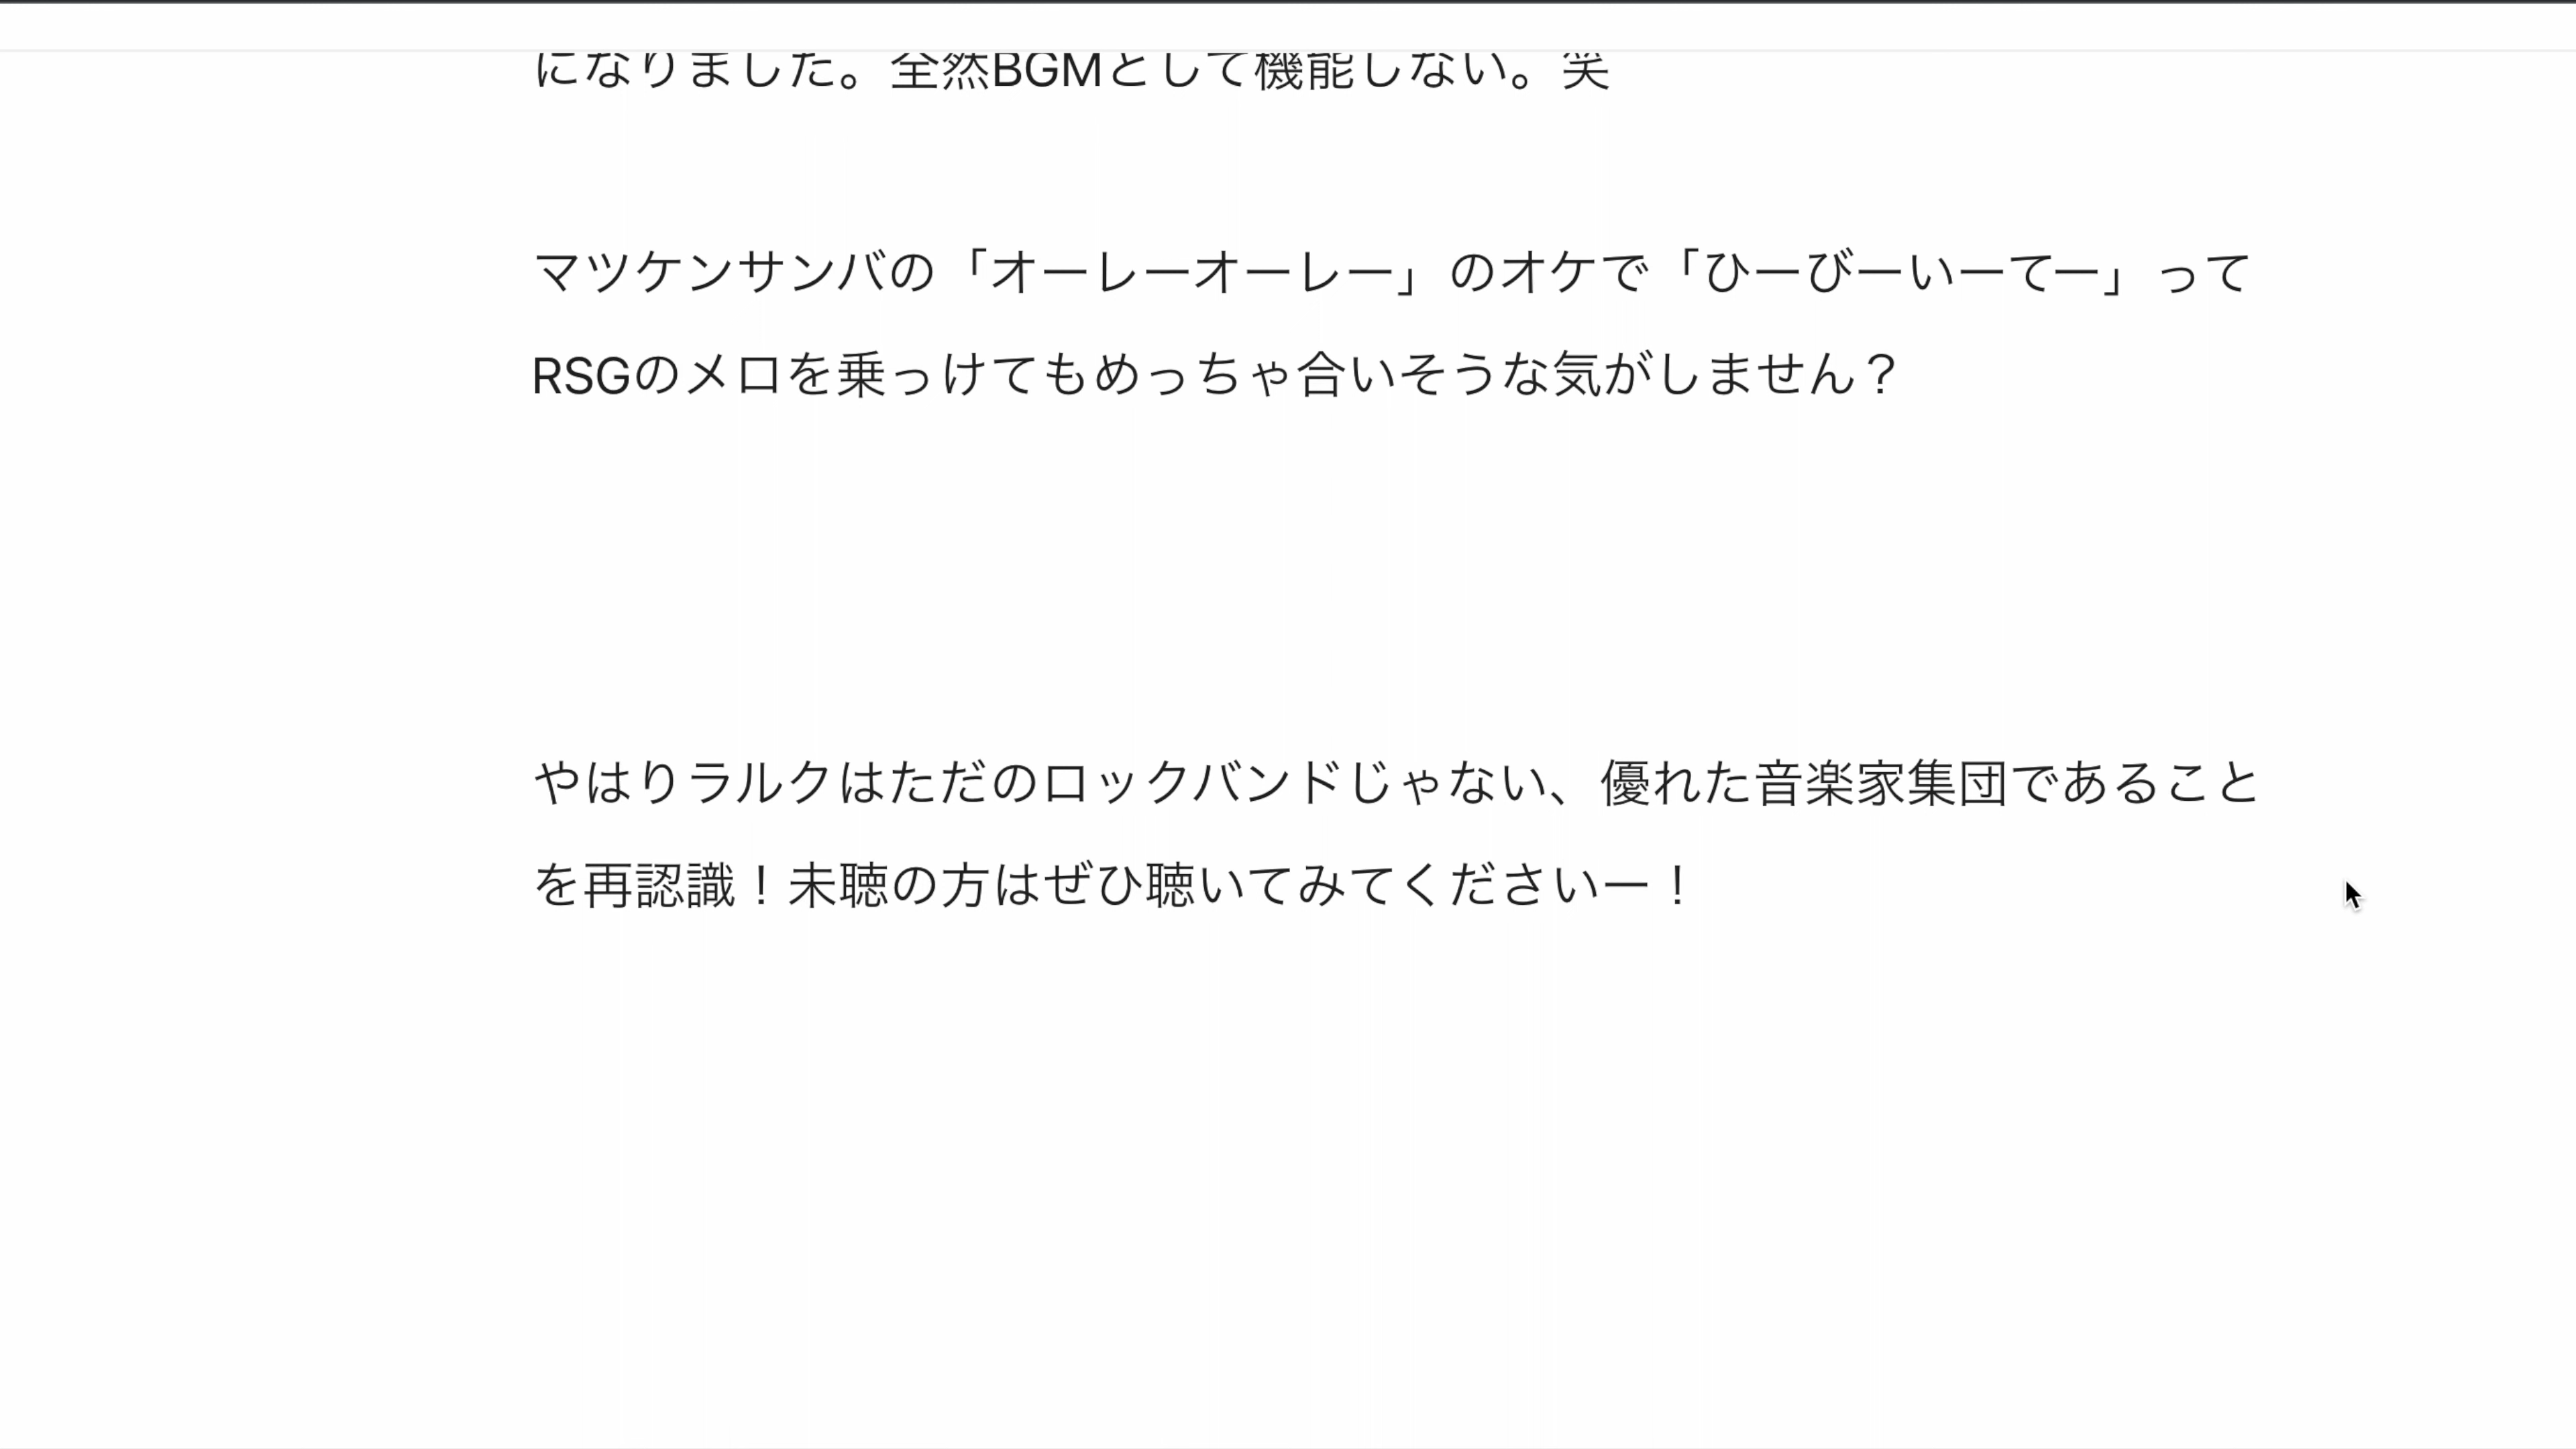 になりました。全然BGMとして機能しない。笑
マツケンサンバの「オーレーオーレー」のオケで「ひーびーいーてー」って
RSGのメロを乗っけてもめっちゃ合いそうな気がしません？
やはりラルクはただのロックバンドじゃない、優れた音楽家集団であること
を再認識！未聴の方はぜひ聴いてみてくださいー！